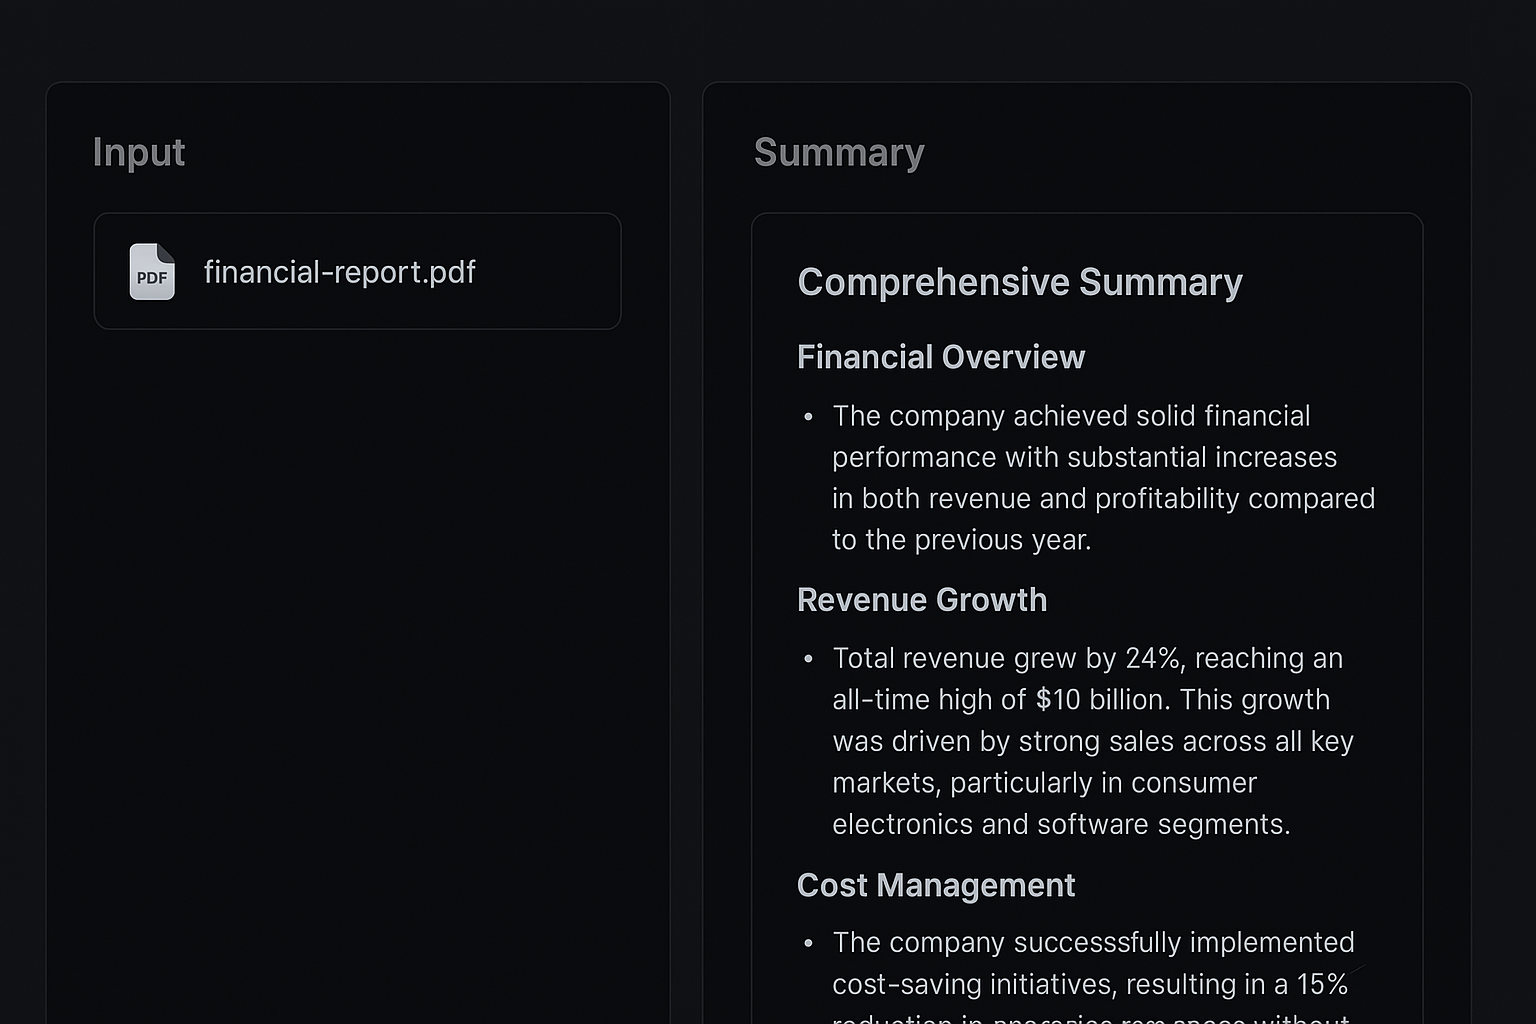 Input
PDF
financial-report.pdf
Summary
Comprehensive Summary
Financial Overview
• The company achieved solid financial
performance with substantial increases
in both revenue and profitability compared
to the previous year.
Revenue Growth
• Total revenue grew by 24%, reaching an
all-time high of $10 billion. This growth
was driven by strong sales across all key
markets, particularly in consumer
electronics and software segments.
Cost Management
• The company successsfully implemented
cost-saving initiatives, resulting in a 15%
reduction in
without